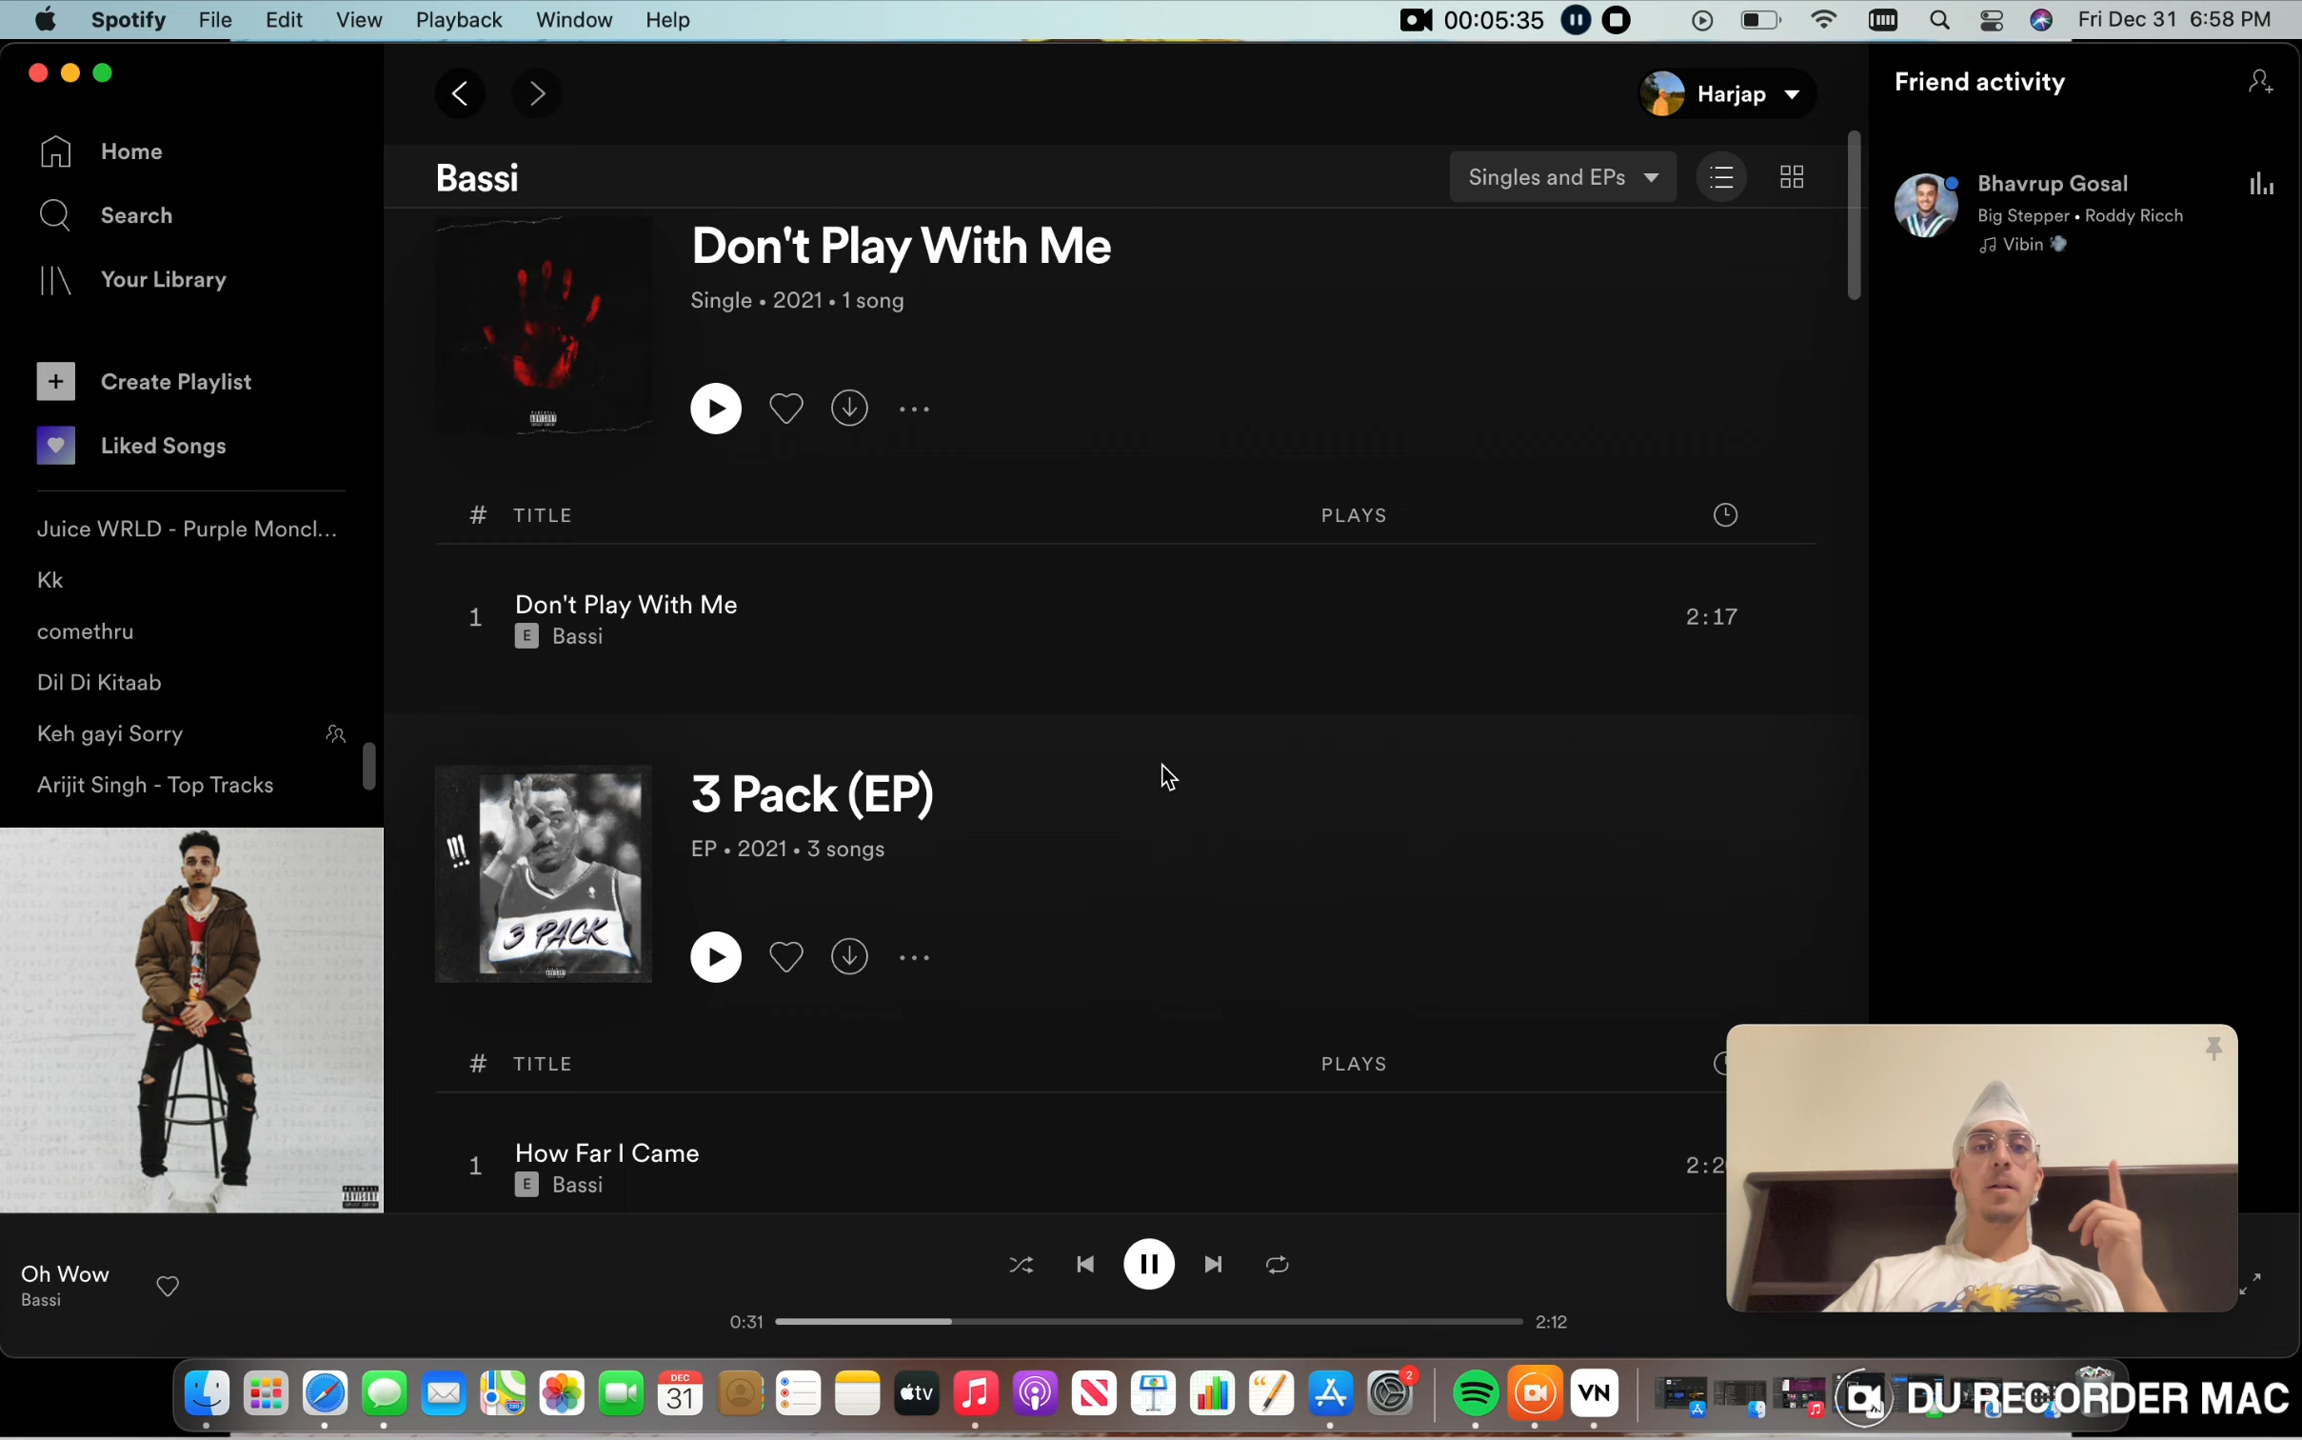 Spotify File Edit View Playback Window Help 00:05:35 Fri Dec 31 6:58 PM
Home
Search
Your Library
Create Playlist
Liked Songs
Juice WRLD - Purple Moncl...
Kk
comethru
Dil Di Kitaab
Keh gayi Sorry
Arijit Singh - Top Tracks
Harjap
Bassi
Singles and EPs
Don't Play With Me
Single • 2021 • 1 song
# TITLE PLAYS
1 Don't Play With Me 2:17
E Bassi
3 PACK
3 Pack (EP)
EP • 2021 • 3 songs
# TITLE PLAYS
1 How Far I Came
E Bassi
Friend activity
Bhavrup Gosal
Big Stepper • Roddy Ricch
Vibin
Oh Wow
Bassi
0:31 2:12
DEC
31
tv
2
VN
DU RECORDER MAC